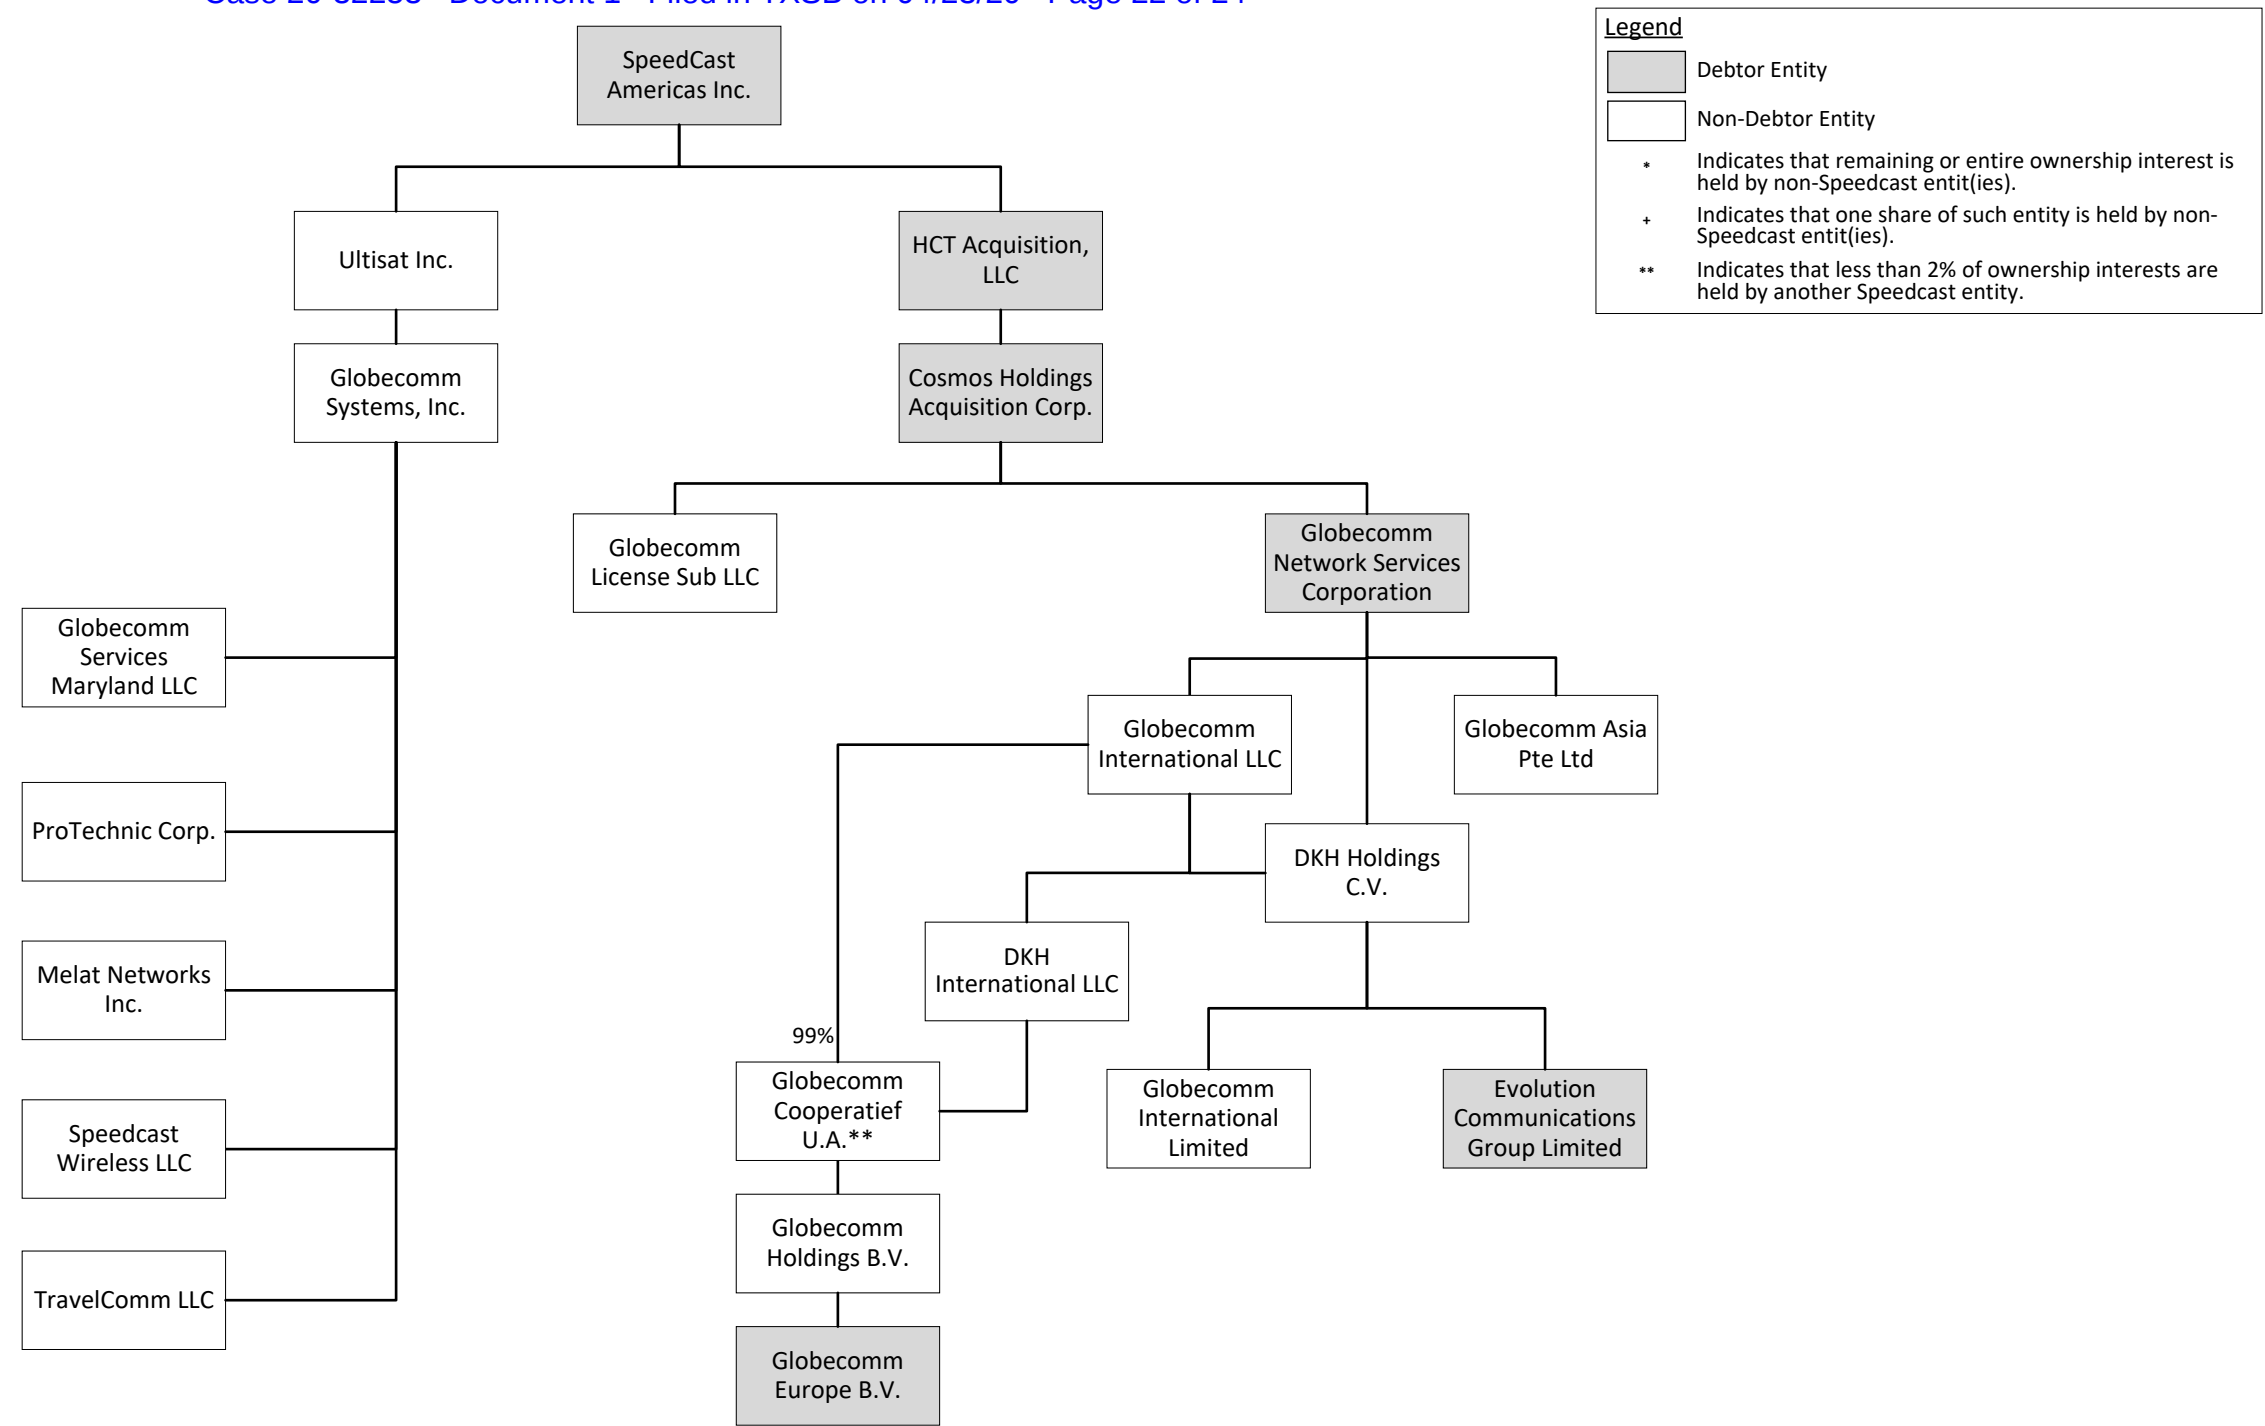 SpeedCast
Americas Inc.
Legend
Debtor Entity
Non-Debtor Entity
* Indicates that remaining or entire ownership interest is
held by non-Speedcast entit(ies).
+ Indicates that one share of such entity is held by non-
Speedcast entit(ies).
** Indicates that less than 2% of ownership interests are
held by another Speedcast entity.
Ultisat Inc.
HCT Acquisition,
LLC
Globecomm
Systems, Inc.
Cosmos Holdings
Acquisition Corp.
Globecomm
License Sub LLC
Globecomm
Network Services
Corporation
Globecomm
Services
Maryland LLC
Globecomm
International LLC
Globecomm Asia
Pte Ltd
ProTechnic Corp.
DKH Holdings
C.V.
Melat Networks
Inc.
DKH
International LLC
99%
Globecomm
Cooperatief
U.A.**
Globecomm
International
Limited
Evolution
Communications
Group Limited
Speedcast
Wireless LLC
Globecomm
Holdings B.V.
TravelComm LLC
Globecomm
Europe B.V.